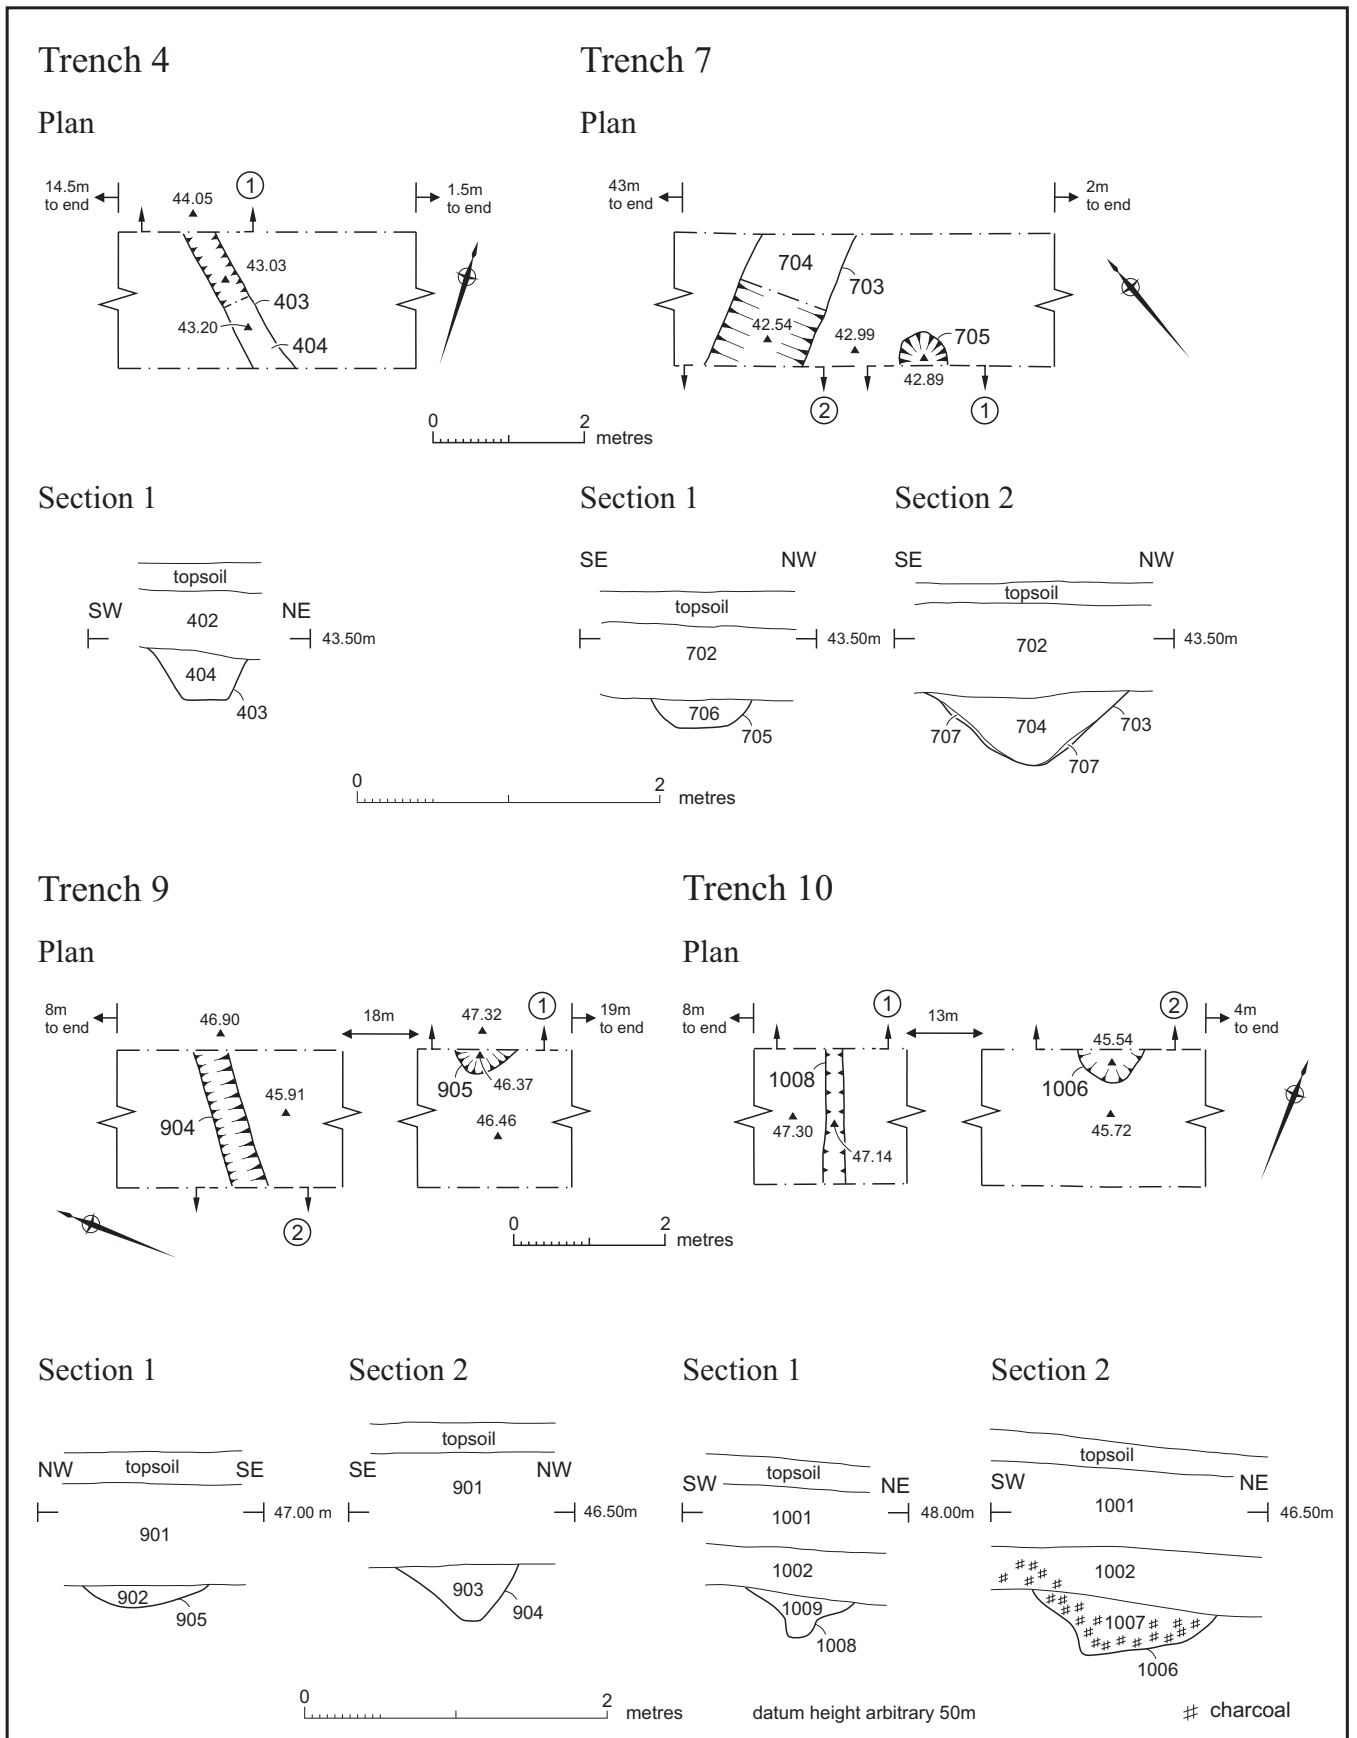 Trench 4
Plan
14.5m
to end
44.05
1
1.5m
to end
43.03
403
43.20
404
0
2
metres
Section 1
topsoil
SW
402
NE
43.50m
404
403
Trench 7
Plan
43m
to end
2m
to end
704
703
42.54
42.99
705
42.89
2
1
Section 1
SE
NW
topsoil
43.50m
702
706
705
Section 2
SE
NW
topsoil
43.50m
702
704
703
707
707
0
2
metres
Trench 9
Plan
8m
to end
46.90
18m
47.32
1
19m
to end
905
46.37
45.91
904
46.46
2
0
2
metres
Trench 10
Plan
8m
to end
1
13m
2
4m
to end
45.54
1008
1006
47.30
45.72
47.14
Section 1
NW
topsoil
SE
47.00 m
901
902
905
Section 2
topsoil
SE
NW
901
46.50m
903
904
Section 1
topsoil
SW
NE
1001
48.00m
1002
1009
1008
Section 2
topsoil
SW
NE
1001
46.50m
1002
1007
1006
0
2
metres
datum height arbitrary 50m
charcoal